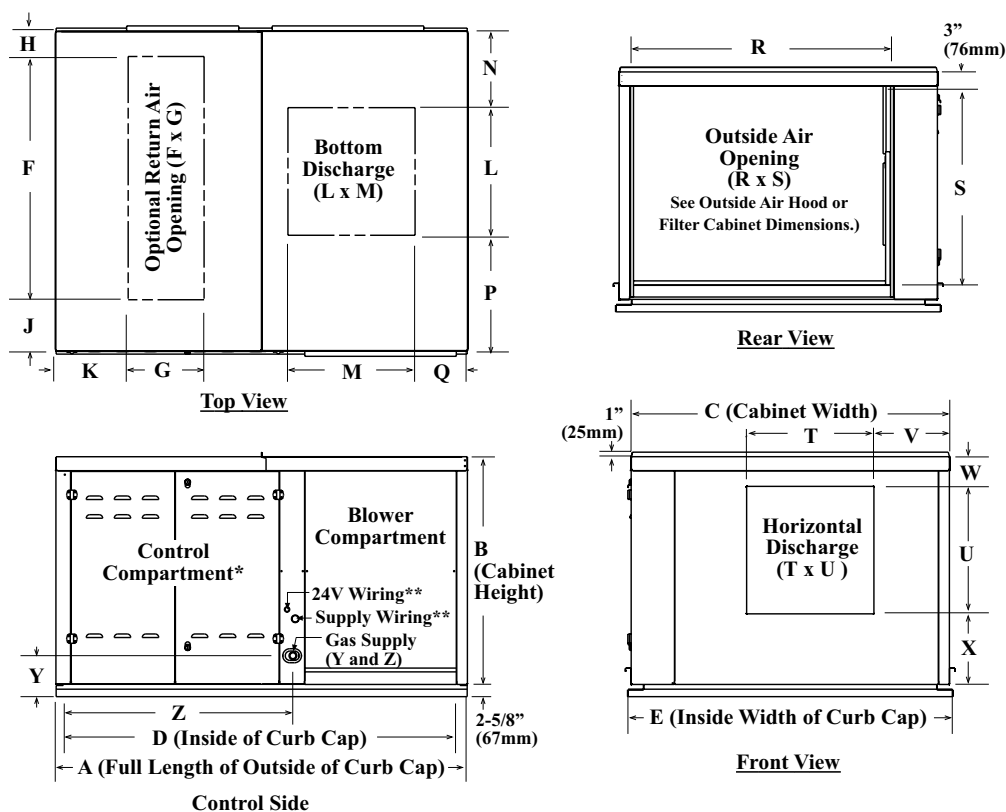 H
F
J
Optional Return Air
Opening (F x G)
Bottom
Discharge
(L x M)
N
L
P
K
G
M
Q
Top View
R
3”
(76mm)
Outside Air
Opening
(R x S)
See Outside Air Hood or
Filter Cabinet Dimensions.)
S
Rear View
Control
Compartment*
Blower
Compartment
B
(Cabinet
Height)
24V Wiring**
Supply Wiring**
Gas Supply
(Y and Z)
Y
Z
D (Inside of Curb Cap)
A (Full Length of Outside of Curb Cap)
2-5/8”
(67mm)
Control Side
1”
(25mm)
C (Cabinet Width)
T
V
W
Horizontal
Discharge
(T x U )
U
X
E (Inside Width of Curb Cap)
Front View